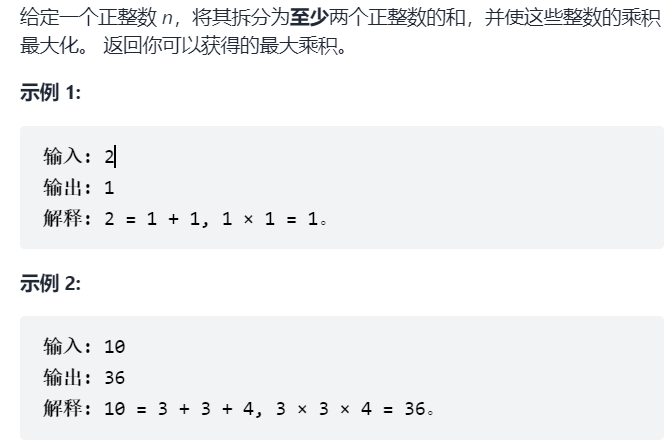 给定一个正整数 n，将其拆分为至少两个正整数的和，并使这些整数的乘积
最大化。 返回你可以获得的最大乘积。
示例 1:
输入: 2
输出: 1
解释: 2 = 1 + 1, 1 × 1 = 1。
示例 2:
输入: 10
输出: 36
解释: 10 = 3 + 3 + 4, 3 × 3 × 4 = 36。